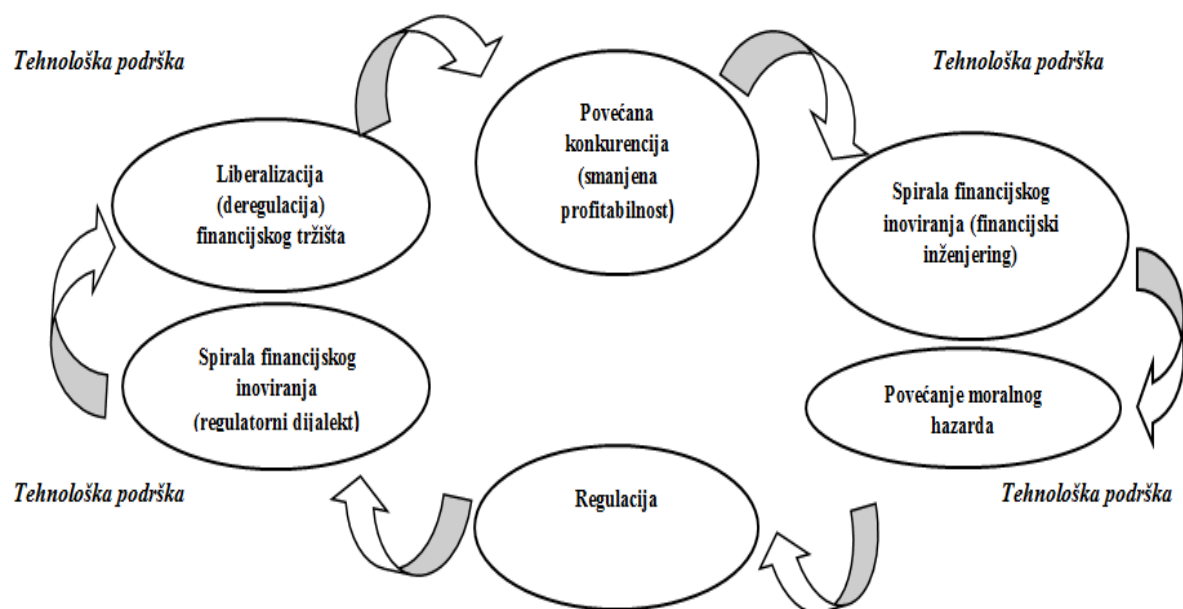 Tehnološka podrška
Tehnološka podrška
Povećana
konkurencija
(smanjena
profitabilnost)
Liberalizacija
(deregulacija)
financijskog tržišta
Spirala financijskog
inoviranja (financijski
inženjering)
Spirala financijskog
inoviranja
(regulatorni dijalekt)
Povećanje moralnog
hazarda
Tehnološka podrška
Regulacija
Tehnološka podrška